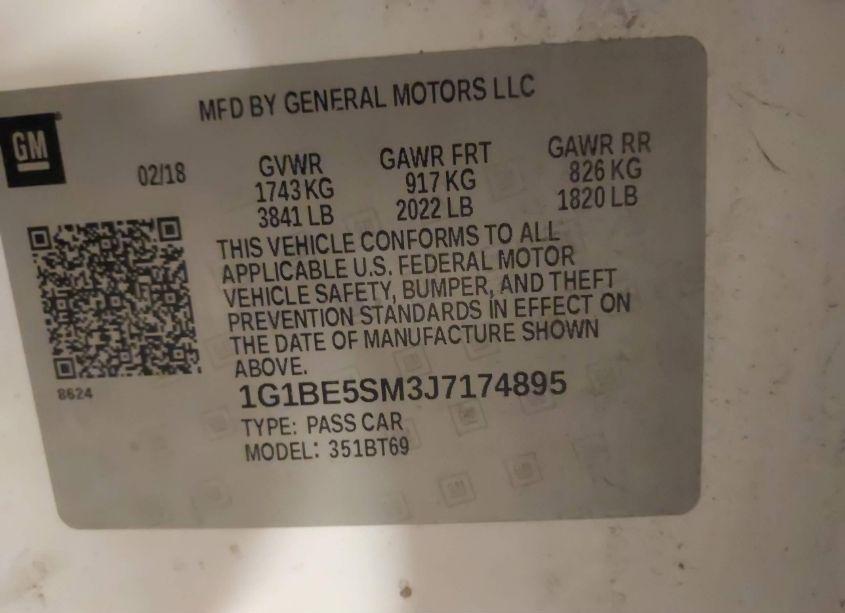 MFD BY GENERAL MOTORS LLC
GM
02/18
GVWR
1743 KG
3841 LB
GAWR FRT
917 KG
2022 LB
GAWR RR
826 KG
1820 LB
THIS VEHICLE CONFORMS TO ALL
APPLICABLE U.S. FEDERAL MOTOR
VEHICLE SAFETY, BUMPER, AND THEFT
PREVENTION STANDARDS IN EFFECT ON
THE DATE OF MANUFACTURE SHOWN
ABOVE.
8624
1G1BE5SM3J7174895
TYPE: PASS CAR
MODEL: 351BT69